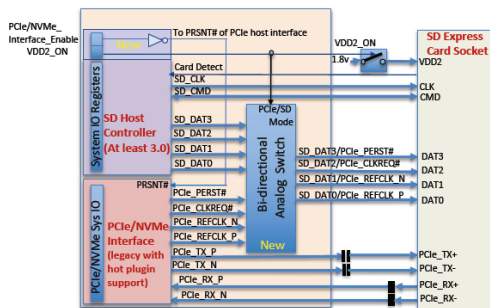 PCIe/NVMe_
Interface_Enable
VDD2_ON
New
To PRSNT# of PCIe host interface
VDD2_ON
1.8v
SD Express
Card Socket
VDD2
System IO Registers
SD Host
Controller
(At least 3.0)
Card Detect
SD_CLK
SD_CMD
CLK
CMD
PCIe/SD
Mode
SD_DAT3
SD_DAT2
SD_DAT1
SD_DAT0
Bi-directional
Analog Switch
New
SD_DAT3/PCIe_PERST#
SD_DAT2/PCIe_CLKREQ#
SD_DAT1/PCIe_REFCLK_N
SD_DAT0/PCIe_REFCLK_P
DAT3
DAT2
DAT1
DAT0
PRSNT#
PCIe/NVMe Sys IO
PCIe/NVMe
Interface
(legacy with
hot plugin
support)
PCIe_PERST#
PCIe_CLKREQ#
PCIe_REFCLK_N
PCIe_REFCLK_P
PCIe_TX_P
PCIe_TX_N
PCIe_RX_P
PCIe_RX_N
PCIe_TX+
PCIe_TX-
PCIe_RX+
PCIe_RX-